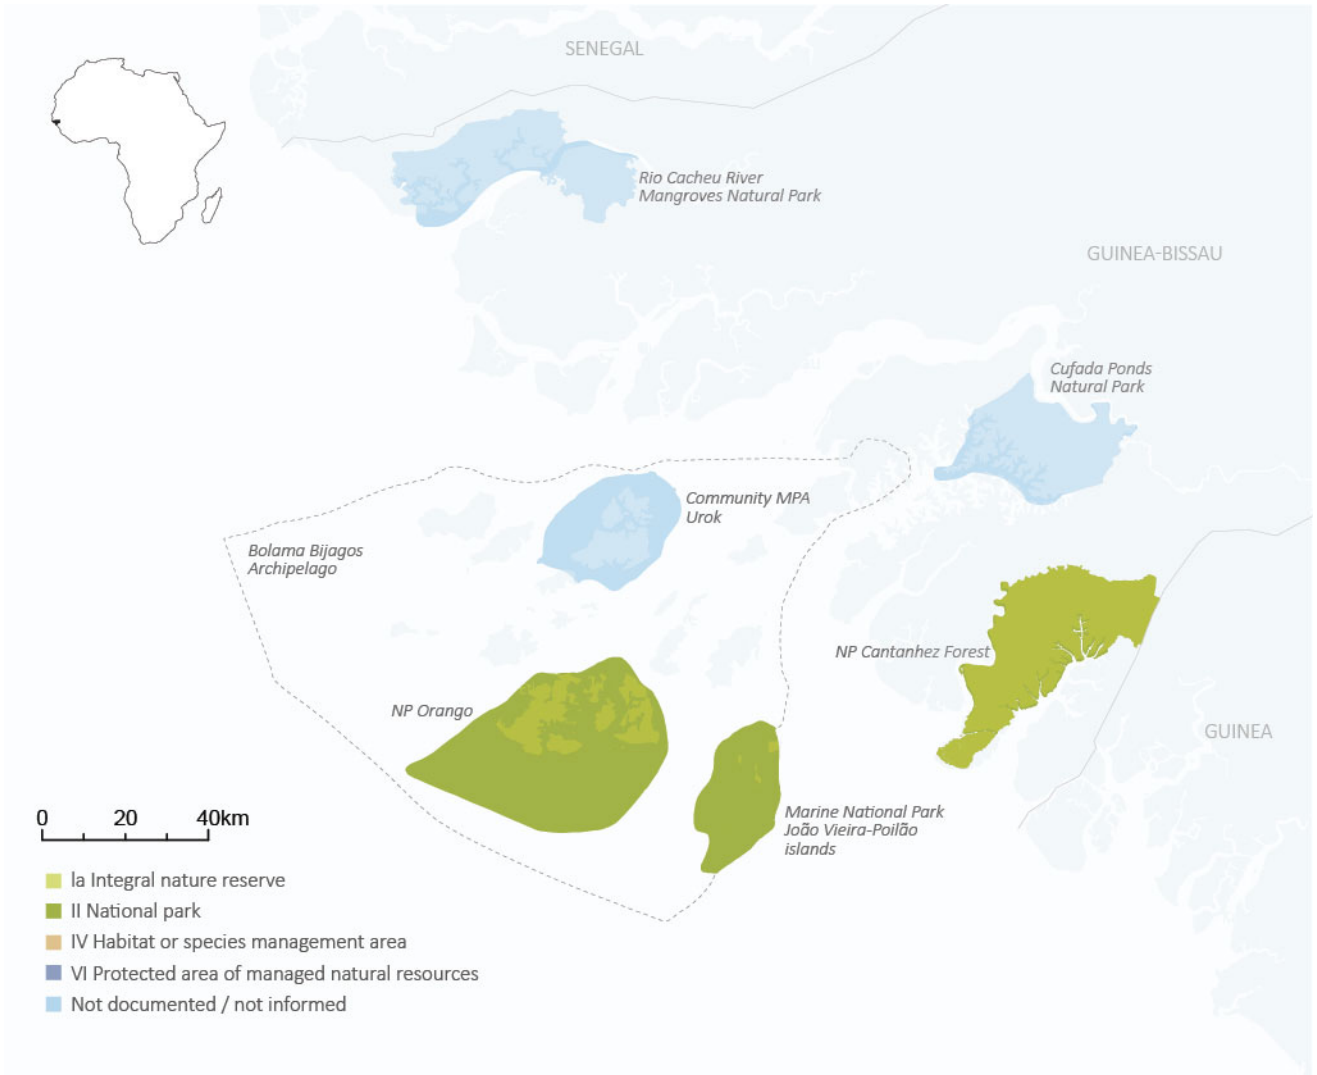 SENEGAL
Rio Cacheu River
Mangroves Natural Park
GUINEA-BISSAU
Cufada Ponds
Natural Park
Community MPA
Urok
Bolama Bijagos
Archipelago
NP Cantanhez Forest
NP Orango
GUINEA
Marine National Park
João Vieira-Poilão
islands
0 20 40km
la Integral nature reserve
II National park
IV Habitat or species management area
VI Protected area of managed natural resources
Not documented / not informed